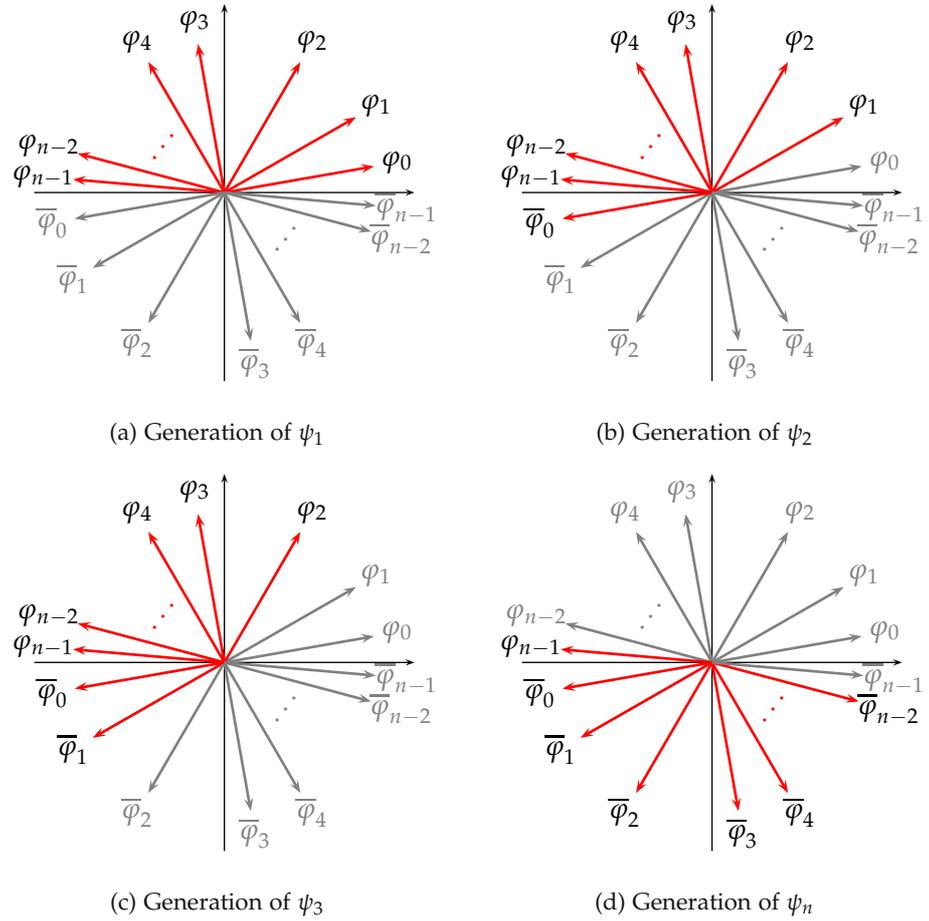 φ3 φ3
φ4 φ2 φ4 φ2
φ1 φ1
φn−2 φ0 φn−2 φ0
φn−1 φ̅n−1 φn−1 φ̅n−1
φ̅0 φ̅n−2 φ̅0 φ̅n−2
φ̅1 φ̅1
φ̅2 φ̅4 φ̅2 φ̅4
φ̅3 φ̅3
(a) Generation of ψ1 (b) Generation of ψ2
φ3 φ3
φ4 φ2 φ4 φ2
φ1 φ1
φn−2 φ0 φn−2 φ0
φn−1 φ̅n−1 φn−1 φ̅n−1
φ̅0 φ̅n−2 φ̅0 φ̅n−2
φ̅1 φ̅1
φ̅2 φ̅4 φ̅2 φ̅4
φ̅3 φ̅3
(c) Generation of ψ3 (d) Generation of ψn